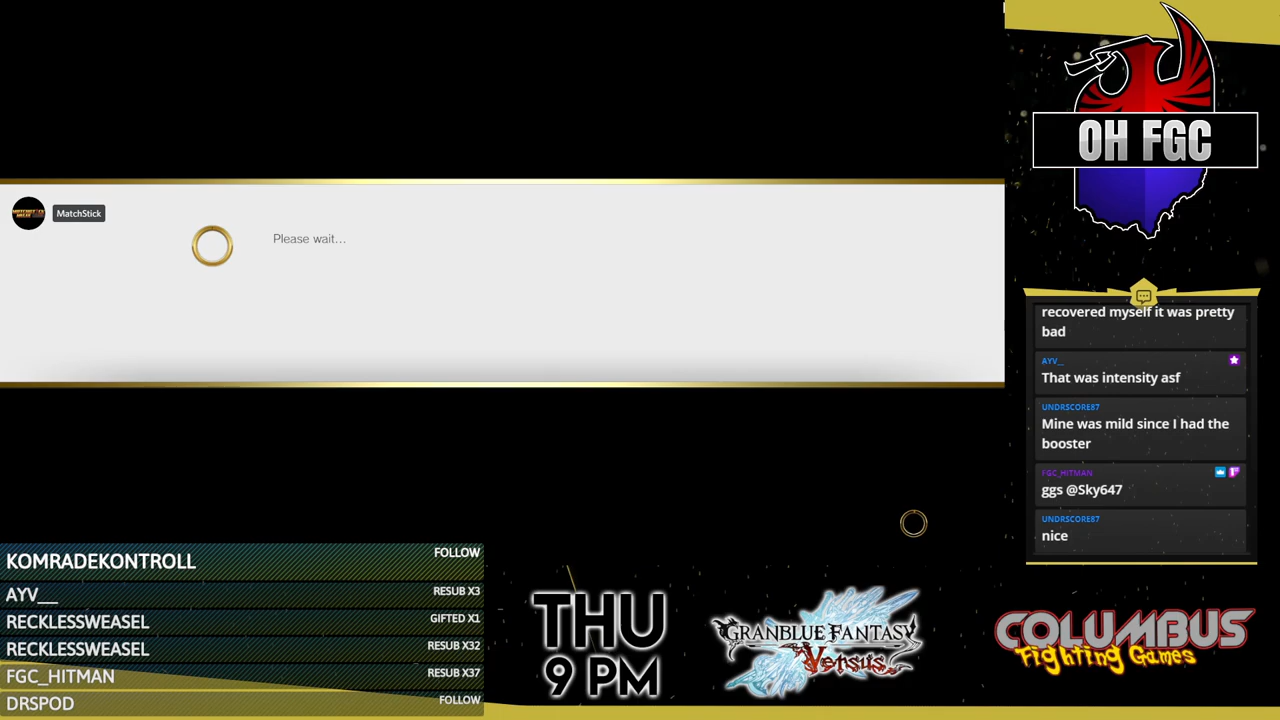 OH FGC
MatchStick
Please wait...
recovered myself it was pretty
bad
AYV__
That was intensity asf
UNDRSCORE87
Mine was mild since I had the
booster
FGC_HITMAN
ggs @Sky647
UNDRSCORE87
nice
KOMRADEKONTROLL FOLLOW
AYV__ RESUB X3
RECKLESSWEASEL GIFTED X1
RECKLESSWEASEL RESUB X32
FGC_HITMAN RESUB X37
DRSPOD FOLLOW
THU
9 PM
GRANBLUE FANTASY
Versus
COLUMBUS
Fighting Games